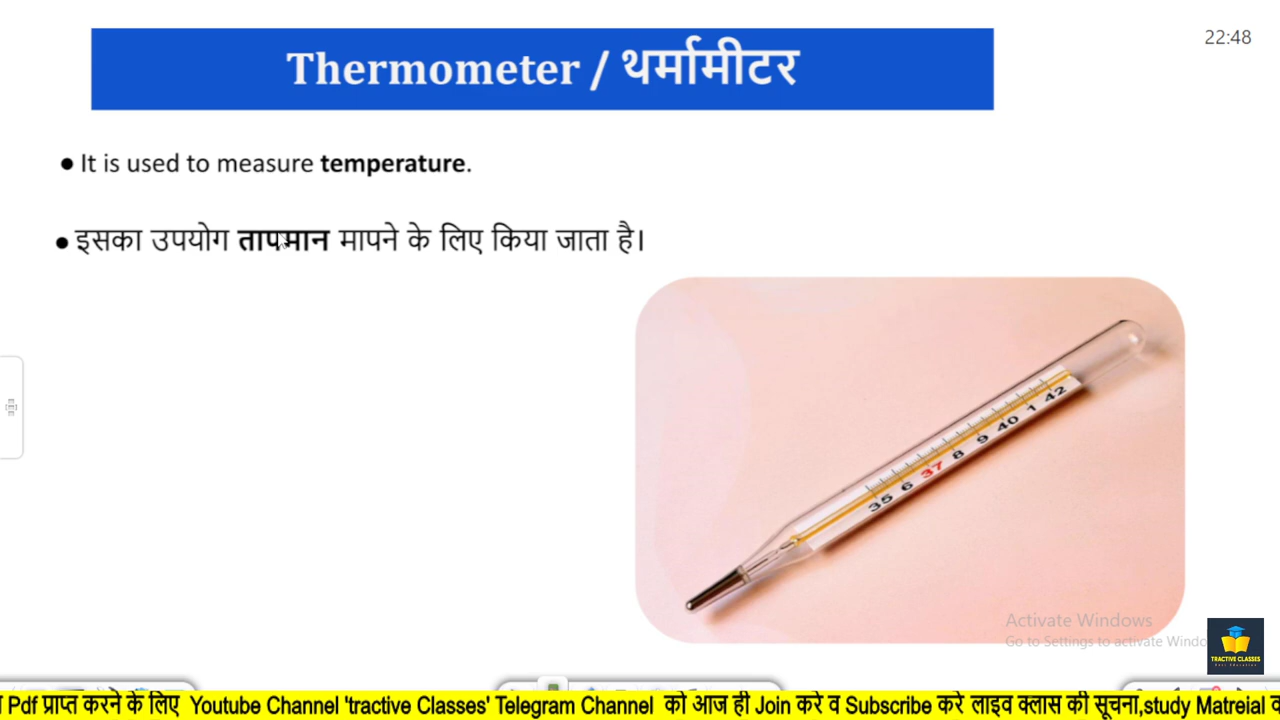 22:48
Thermometer / थर्मामीटर
● It is used to measure temperature.
● इसका उपयोग तापमान मापने के लिए किया जाता है।
35 6 37 8 9 40 1 42
Activate Windows
Go to Settings to activate Windo
TRACTIVE CLASSES
Pdf प्राप्त करने के लिए Youtube Channel 'tractive Classes' Telegram Channel को आज ही Join करे व Subscribe करे लाइव क्लास की सूचना,study Matreial